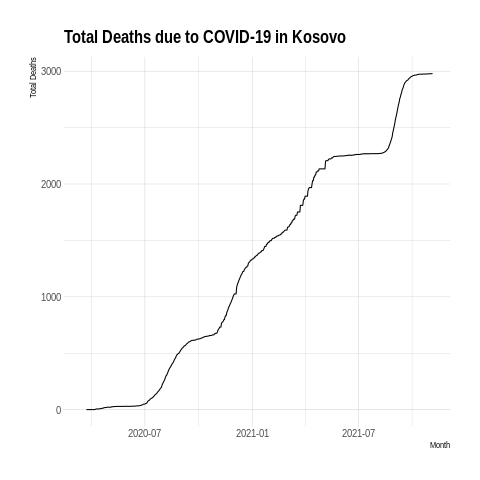 Total Deaths due to COVID-19 in Kosovo
Total Deaths
3000
2000
1000
0
2020-07 2021-01 2021-07
Month